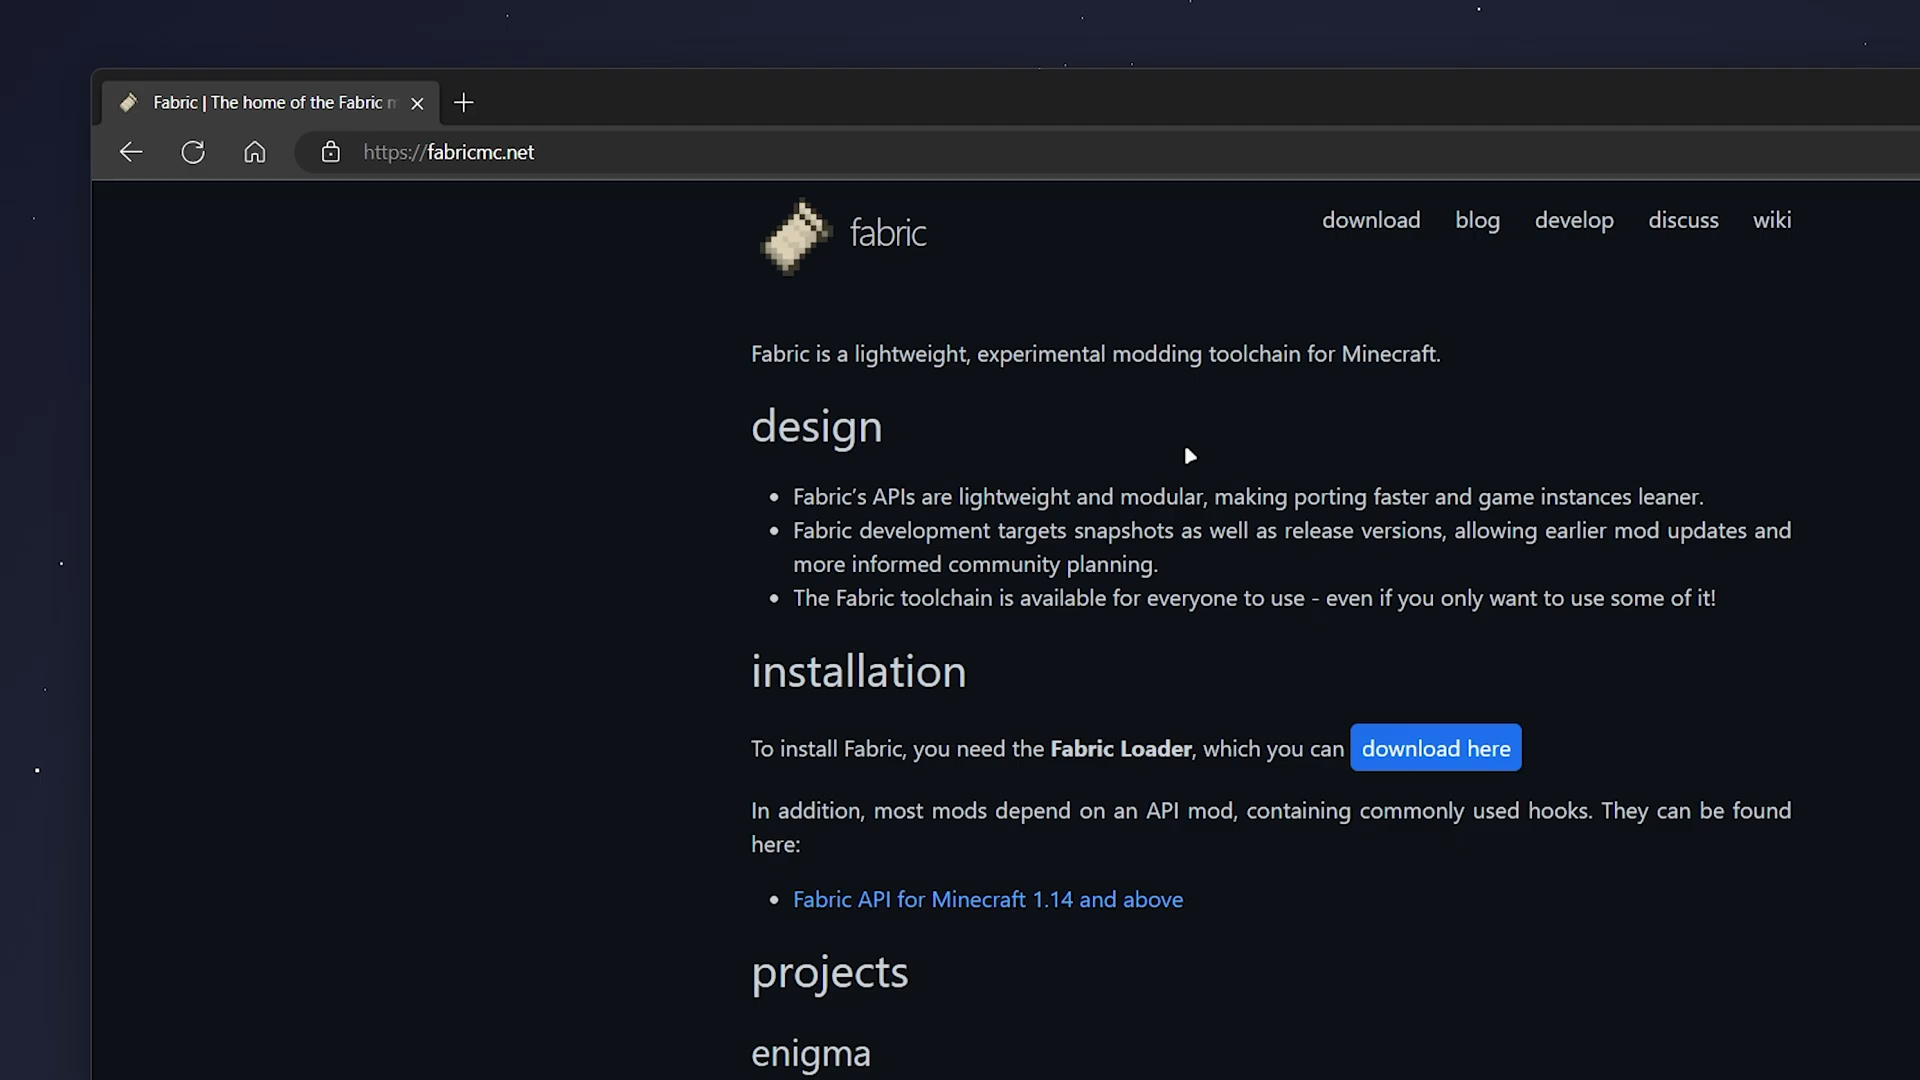 Fabric | The home of the Fabric
https://fabricmc.net
fabric
download blog develop discuss wiki
Fabric is a lightweight, experimental modding toolchain for Minecraft.
design
• Fabric's APIs are lightweight and modular, making porting faster and game instances leaner.
• Fabric development targets snapshots as well as release versions, allowing earlier mod updates and
more informed community planning.
• The Fabric toolchain is available for everyone to use - even if you only want to use some of it!
installation
To install Fabric, you need the Fabric Loader, which you can download here
In addition, most mods depend on an API mod, containing commonly used hooks. They can be found
here:
• Fabric API for Minecraft 1.14 and above
projects
enigma